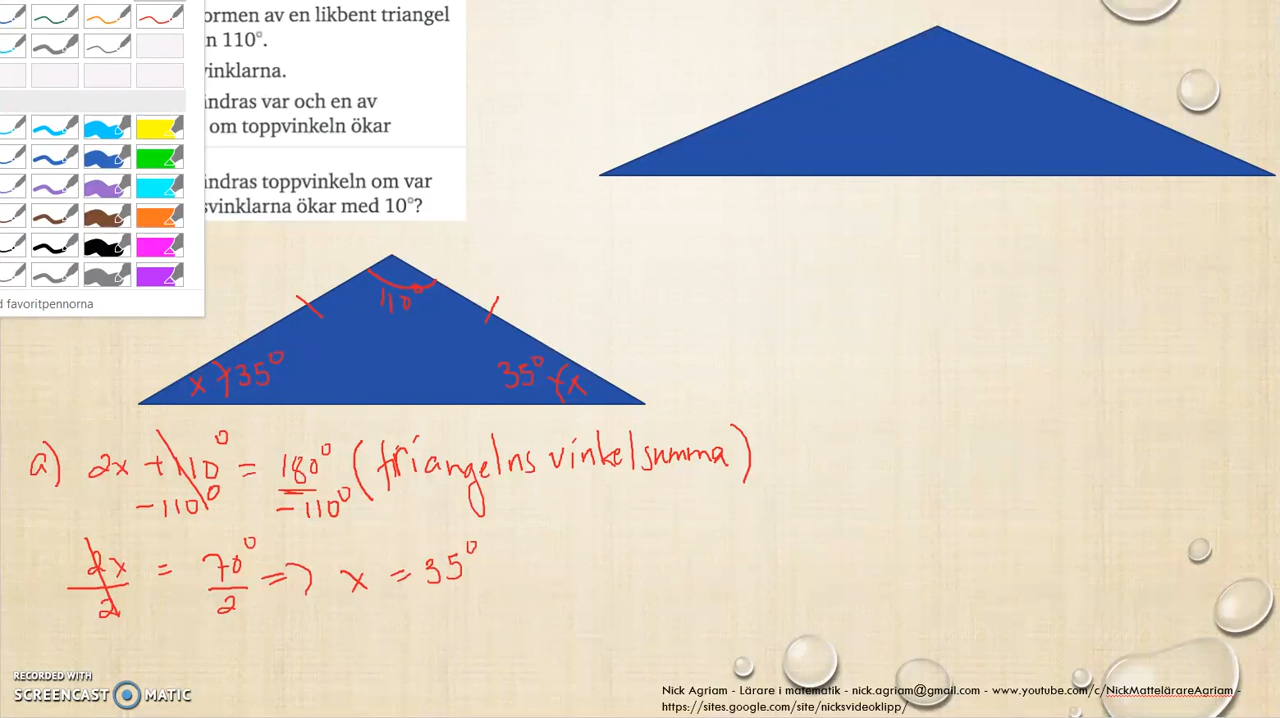 ormen av en likbent triangel
n 110°.
vinklarna.
ändras var och en av
om toppvinkeln ökar
ändras toppvinkeln om var
svinklarna ökar med 10°?
d favoritpennorna
110°
x 35°
35° x
a) 2x + 110° = 180° (triangelns vinkelsumma)
-110° -110°
2x = 70° => x = 35°
2 2
RECORDED WITH
SCREENCAST MATIC
Nick Agriam - Lärare i matematik - nick.agriam@gmail.com - www.youtube.com/c/NickMattelärareAgriam -
https://sites.google.com/site/nicksvideoklipp/